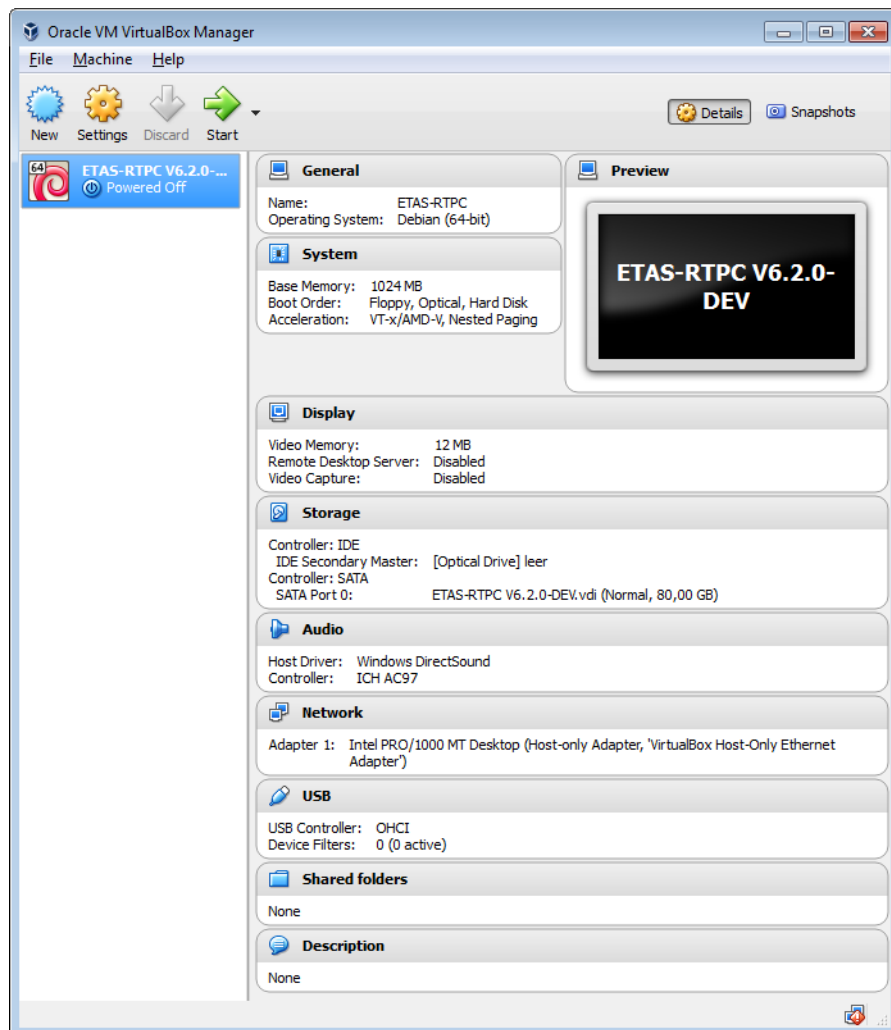 Oracle VM VirtualBox Manager
File Machine Help
New Settings Discard Start
Details Snapshots
64
ETAS-RTPC V6.2.0-...
Powered Off
General
Name: ETAS-RTPC
Operating System: Debian (64-bit)
System
Base Memory: 1024 MB
Boot Order: Floppy, Optical, Hard Disk
Acceleration: VT-x/AMD-V, Nested Paging
Preview
ETAS-RTPC V6.2.0-
DEV
Display
Video Memory: 12 MB
Remote Desktop Server: Disabled
Video Capture: Disabled
Storage
Controller: IDE
IDE Secondary Master: [Optical Drive] leer
Controller: SATA
SATA Port 0: ETAS-RTPC V6.2.0-DEV.vdi (Normal, 80,00 GB)
Audio
Host Driver: Windows DirectSound
Controller: ICH AC97
Network
Adapter 1: Intel PRO/1000 MT Desktop (Host-only Adapter, 'VirtualBox Host-Only Ethernet
Adapter')
USB
USB Controller: OHCI
Device Filters: 0 (0 active)
Shared folders
None
Description
None